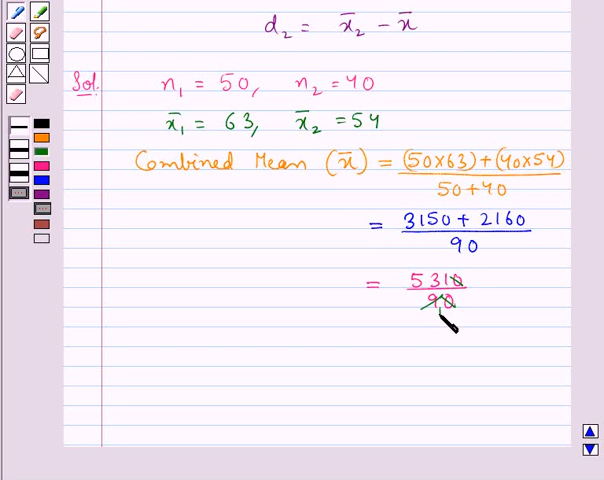 d₂ = x̄₂ − x̄
Sol. n₁ = 50, n₂ = 40
x̄₁ = 63, x̄₂ = 54
Combined Mean (x̄) = (50×63)+(40×54) / 50+40
= 3150+2160 / 90
= 5310 / 90
1